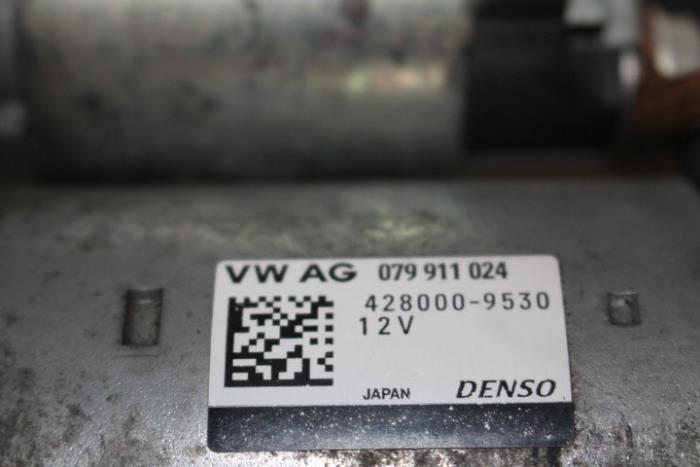 VW AG 079 911 024
428000-9530
12V
JAPAN DENSO